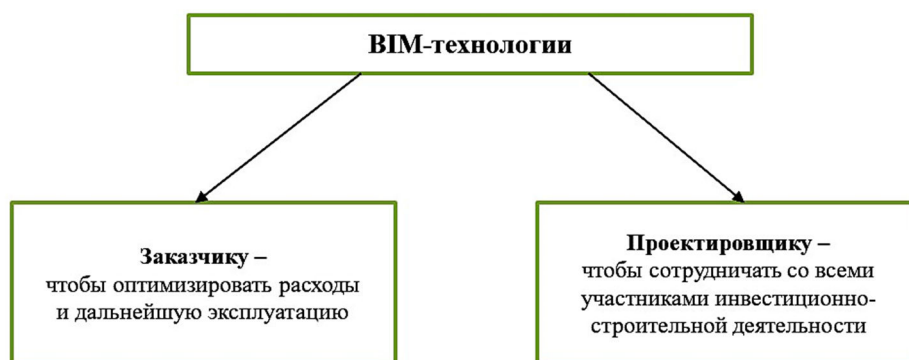 BIM-технологии
Заказчику –
чтобы оптимизировать расходы
и дальнейшую эксплуатацию
Проектировщику –
чтобы сотрудничать со всеми
участниками инвестиционно-
строительной деятельности